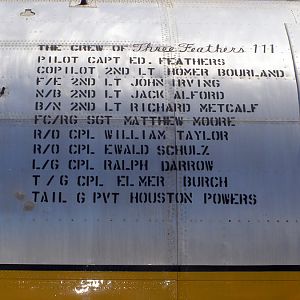 THE CREW OF Three Feathers 111
PILOT CAPT ED. FEATHERS
COPILOT 2ND LT HOMER BOURLAND
F/E 2ND LT JOHN IRVING
N/B 2ND LT JACK ALFORD
B/N 2ND LT RICHARD METCALF
FC/RG SGT MATTHEW MOORE
R/O CPL WILLIAM TAYLOR
R/O CPL EWALD SCHULZ
L/G CPL RALPH DARROW
T/G CPL ELMER BURCH
TAIL G PVT HOUSTON POWERS